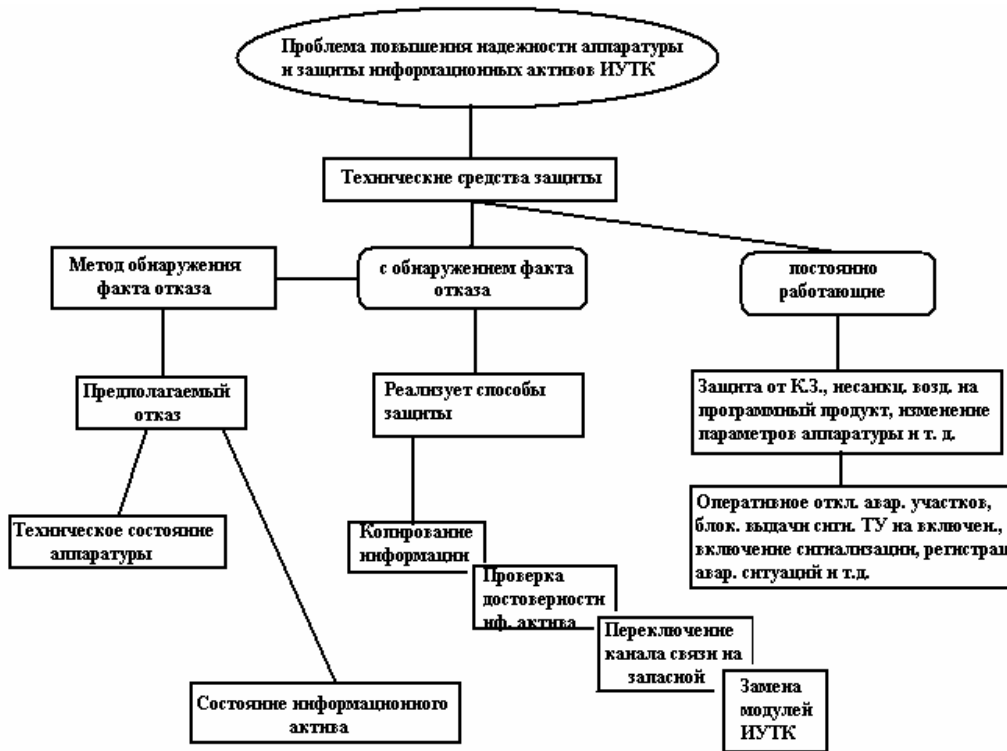 Проблема повышения надежности аппаратуры
и защиты информационных активов ИУТК
Технические средства защиты
Метод обнаружения
факта отказа
с обнаружением факта
отказа
постоянно
работающие
Предполагаемый
отказ
Реализует способы
защиты
Защита от К.З., несанкц. возд. на
программный продукт, изменение
параметров аппаратуры и т. д.
Техническое состояние
аппаратуры
Копирование
информации
Оперативное откл. авар. участков,
блок. выдачи сигн. ТУ на включен.,
включение сигнализации, регистрац
авар. ситуаций и т.д.
Проверка
достоверности
нф. актива
Переключение
канала связи на
запасной
Состояние информационного
актива
Замена
модулей
ИУТК